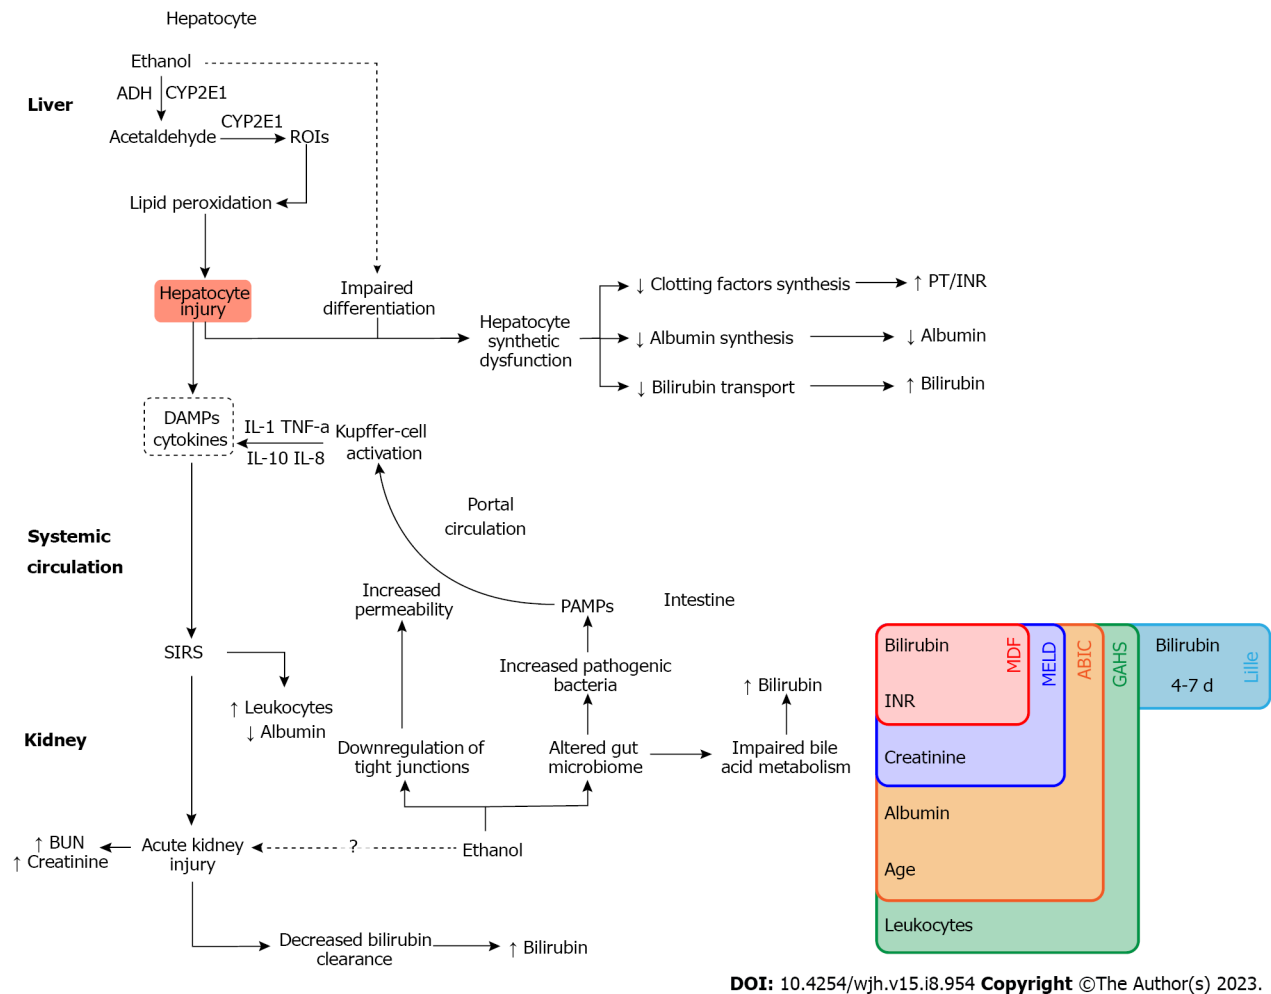 Hepatocyte
Ethanol
Liver
ADH
CYP2E1
Acetaldehyde
CYP2E1
ROIs
Lipid peroxidation
Hepatocyte
injury
Impaired
differentiation
Hepatocyte
synthetic
dysfunction
↓ Clotting factors synthesis
↑ PT/INR
↓ Albumin synthesis
↓ Albumin
↓ Bilirubin transport
↑ Bilirubin
DAMPs
cytokines
IL-1 TNF-a
IL-10 IL-8
Kupffer-cell
activation
Portal
circulation
Systemic
circulation
Increased
permeability
PAMPs
Intestine
SIRS
↑ Leukocytes
↓ Albumin
Increased pathogenic
bacteria
↑ Bilirubin
Kidney
Downregulation of
tight junctions
Altered gut
microbiome
Impaired bile
acid metabolism
↑ BUN
↑ Creatinine
Acute kidney
injury
?
Ethanol
Decreased bilirubin
clearance
↑ Bilirubin
Bilirubin
INR
MDF
Creatinine
MELD
Albumin
Age
ABIC
Leukocytes
GAHS
Bilirubin
4-7 d
Lille
DOI: 10.4254/wjh.v15.i8.954 Copyright ©The Author(s) 2023.